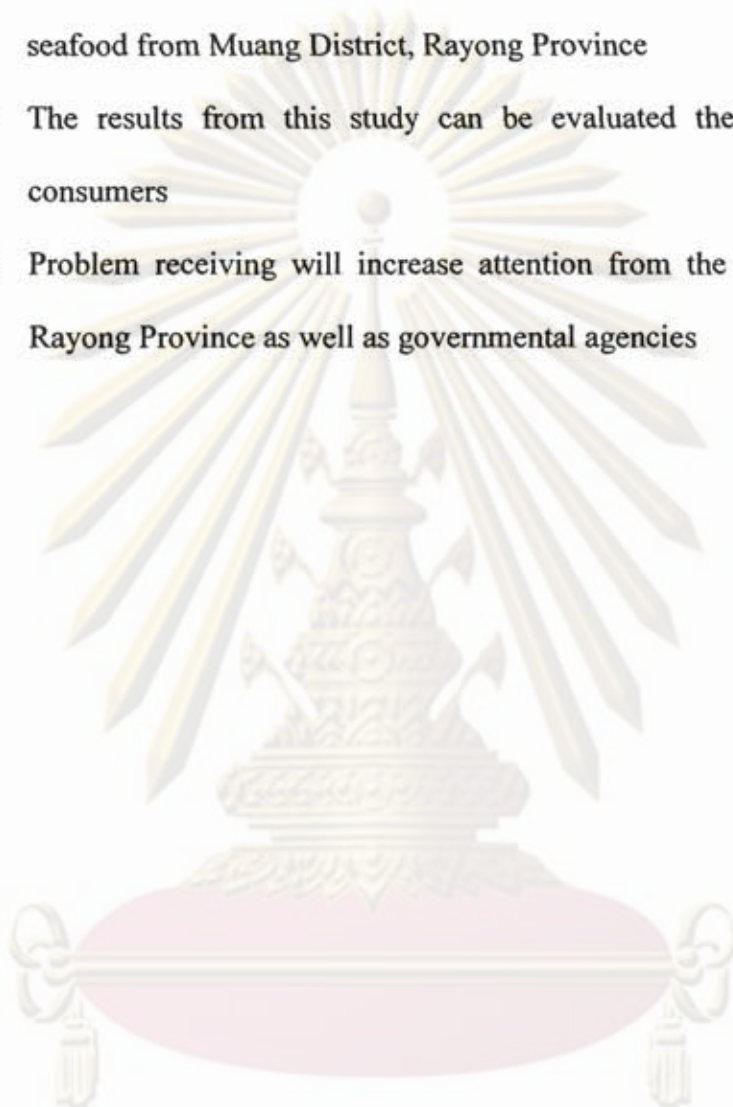 seafood from Muang District, Rayong Province
The results from this study can be evaluated the
consumers
Problem receiving will increase attention from the
Rayong Province as well as governmental agencies